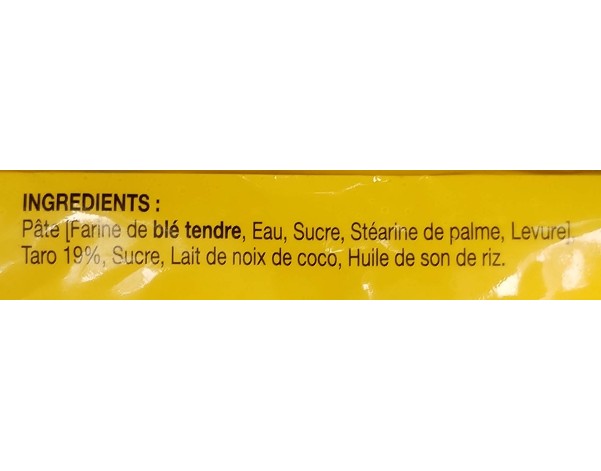 INGREDIENTS :
Pâte [Farine de blé tendre, Eau, Sucre, Stéarine de palme, Levure],
Taro 19%, Sucre, Lait de noix de coco, Huile de son de riz.